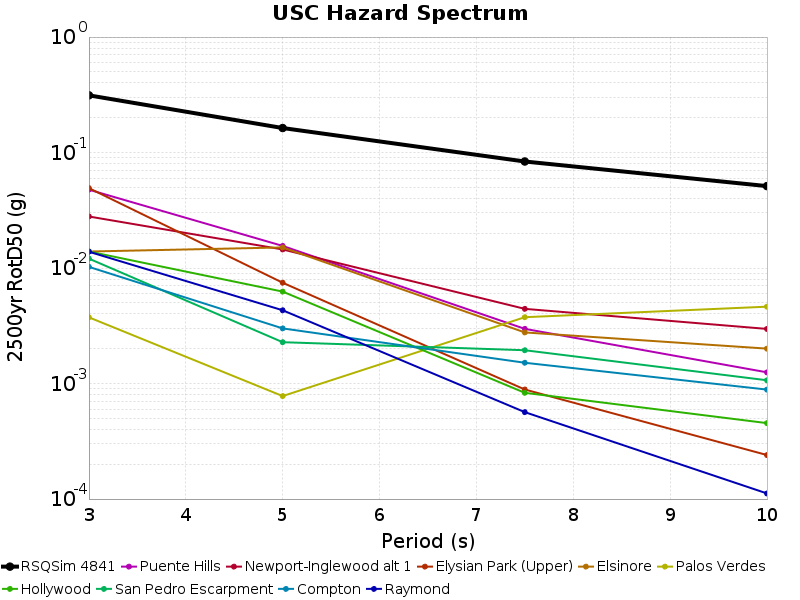 USC Hazard Spectrum
10^0
10^-1
10^-2
10^-3
10^-4
2500yr RotD50 (g)
3 4 5 6 7 8 9 10
Period (s)
RSQSim 4841 Puente Hills Newport-Inglewood alt 1 Elysian Park (Upper) Elsinore Palos Verdes
Hollywood San Pedro Escarpment Compton Raymond